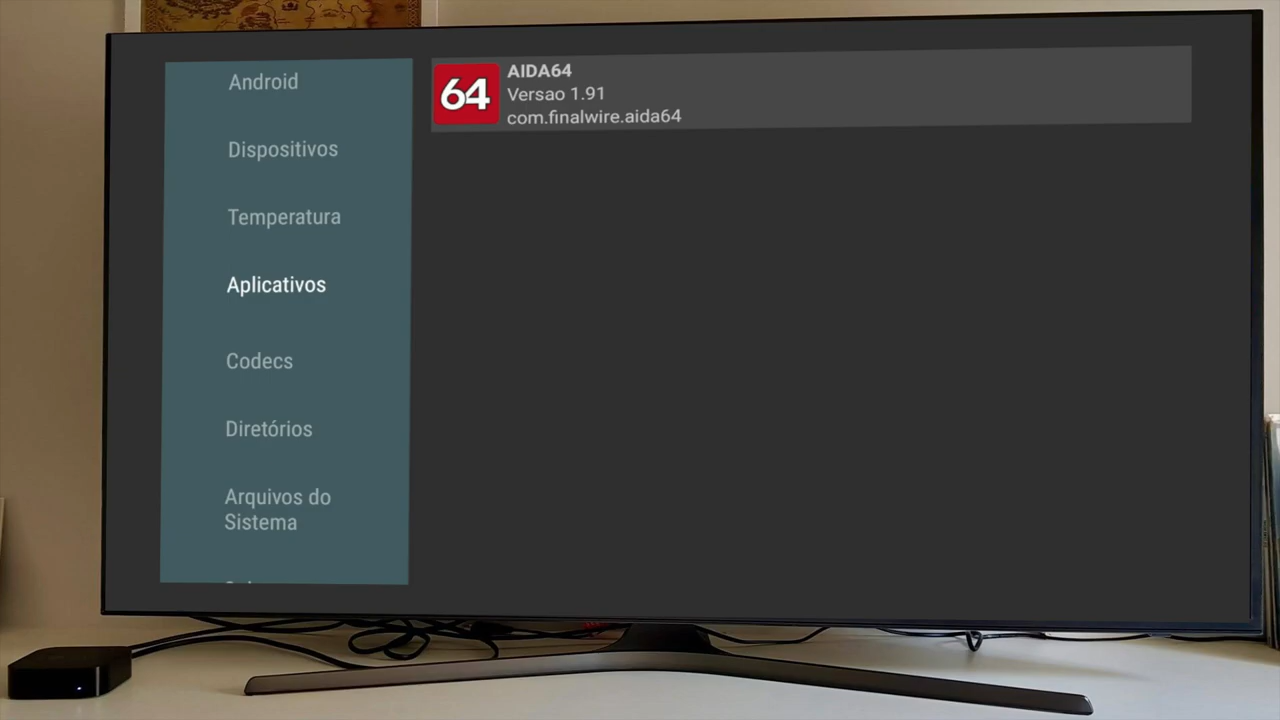 Android
Dispositivos
Temperatura
Aplicativos
Codecs
Diretórios
Arquivos do
Sistema
64
AIDA64
Versao 1.91
com.finalwire.aida64